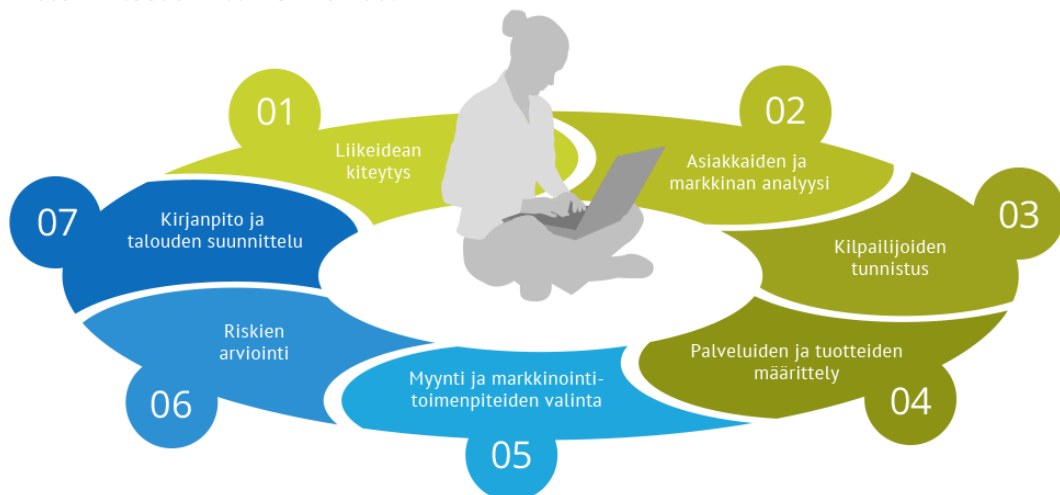 01
Liikeidean
kiteytys
02
Asiakkaiden ja
markkinan analyysi
03
Kilpailijoiden
tunnistus
04
Palveluiden ja tuotteiden
määrittely
05
Myynti ja markkinointi-
toimenpiteiden valinta
06
Riskien
arviointi
07
Kirjanpito ja
talouden suunnittelu